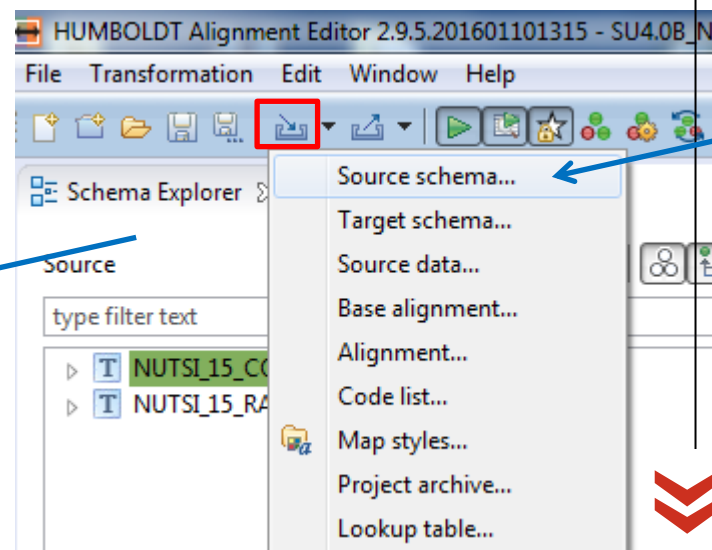 HUMBOLDT Alignment Editor 2.9.5.201601101315 - SU4.0B_N
File Transformation Edit Window Help
Schema Explorer
Source
type filter text
T NUTSI_15_CO
T NUTSI_15_RA
Source schema...
Target schema...
Source data...
Base alignment...
Alignment...
Code list...
a Map styles...
Project archive...
Lookup table...